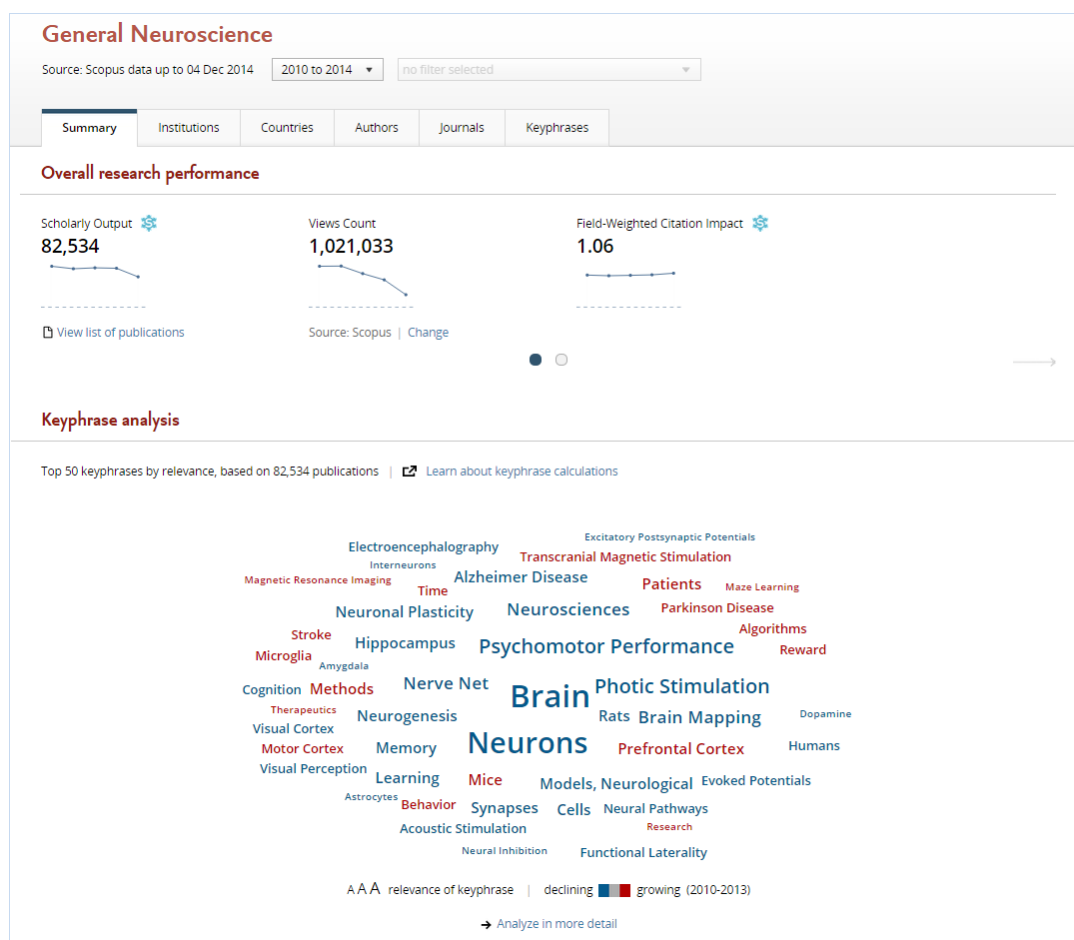 General Neuroscience
Source: Scopus data up to 04 Dec 2014 2010 to 2014 no filter selected
Summary Institutions Countries Authors Journals Keyphrases
Overall research performance
Scholarly Output Views Count Field-Weighted Citation Impact
82,534 1,021,033 1.06
View list of publications Source: Scopus | Change
Keyphrase analysis
Top 50 keyphrases by relevance, based on 82,534 publications | Learn about keyphrase calculations
Excitatory Postsynaptic Potentials
Electroencephalography
Transcranial Magnetic Stimulation
Interneurons
Magnetic Resonance Imaging Alzheimer Disease
Time Patients Maze Learning
Neuronal Plasticity Neurosciences Parkinson Disease
Algorithms
Stroke Hippocampus Psychomotor Performance Reward
Microglia
Amygdala
Cognition Methods Nerve Net Brain Photic Stimulation
Therapeutics
Neurogenesis Rats Brain Mapping Dopamine
Visual Cortex
Motor Cortex Memory Neurons Prefrontal Cortex Humans
Visual Perception
Learning Mice Models, Neurological Evoked Potentials
Astrocytes
Behavior Synapses Cells Neural Pathways
Acoustic Stimulation Research
Neural Inhibition Functional Laterality
A A A relevance of keyphrase | declining growing (2010-2013)
Analyze in more detail